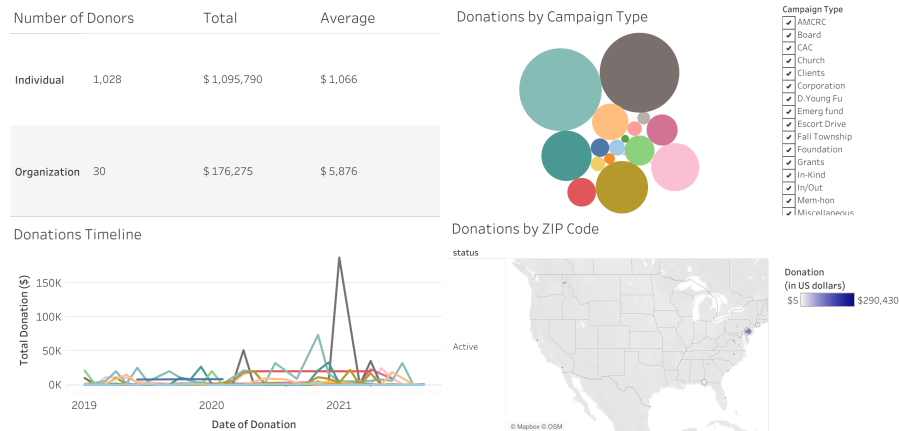 Number of Donors Total Average
Individual 1,028 $ 1,095,790 $ 1,066
Organization 30 $ 176,275 $ 5,876
Donations by Campaign Type
Campaign Type
AMCRC
Board
CAC
Church
Clients
Corporation
D.Young Fu
Emerg fund
Escort Drive
Fall Township
Foundation
Grants
In-Kind
In/Out
Mem-hon
Miscellaneous
Donations Timeline
Total Donation ($)
150K
100K
50K
0K
2019 2020 2021
Date of Donation
Donations by ZIP Code
status
Active
© Mapbox © OSM
Donation
(in US dollars)
$5 $290,430